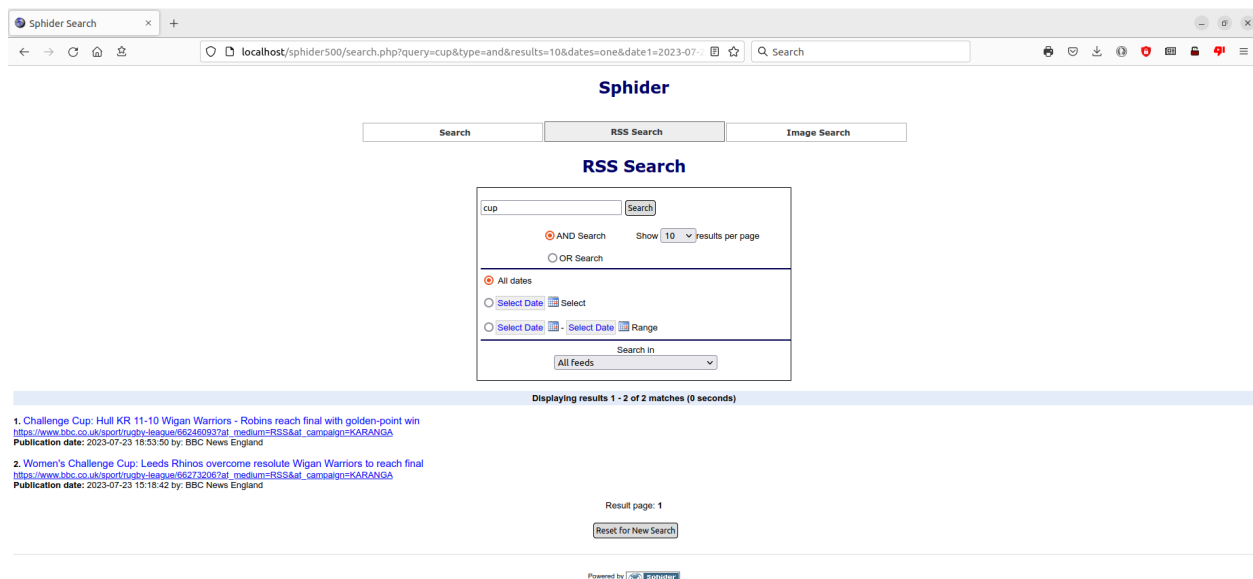 Sphider Search × +
localhost/sphider500/search.php?query=cup&type=and&results=10&dates=one&date1=2023-07-2 Search
Sphider
Search RSS Search Image Search
RSS Search
cup Search
AND Search Show 10 results per page
OR Search
All dates
Select Date Select
Select Date - Select Date Range
Search in
All feeds
Displaying results 1 - 2 of 2 matches (0 seconds)
1. Challenge Cup: Hull KR 11-10 Wigan Warriors - Robins reach final with golden-point win
https://www.bbc.co.uk/sport/rugby-league/66246093?at_medium=RSS&at_campaign=KARANGA
Publication date: 2023-07-23 18:53:50 by: BBC News England
2. Women's Challenge Cup: Leeds Rhinos overcome resolute Wigan Warriors to reach final
https://www.bbc.co.uk/sport/rugby-league/66273206?at_medium=RSS&at_campaign=KARANGA
Publication date: 2023-07-23 15:18:42 by: BBC News England
Result page: 1
Reset for New Search
Powered by Sphider